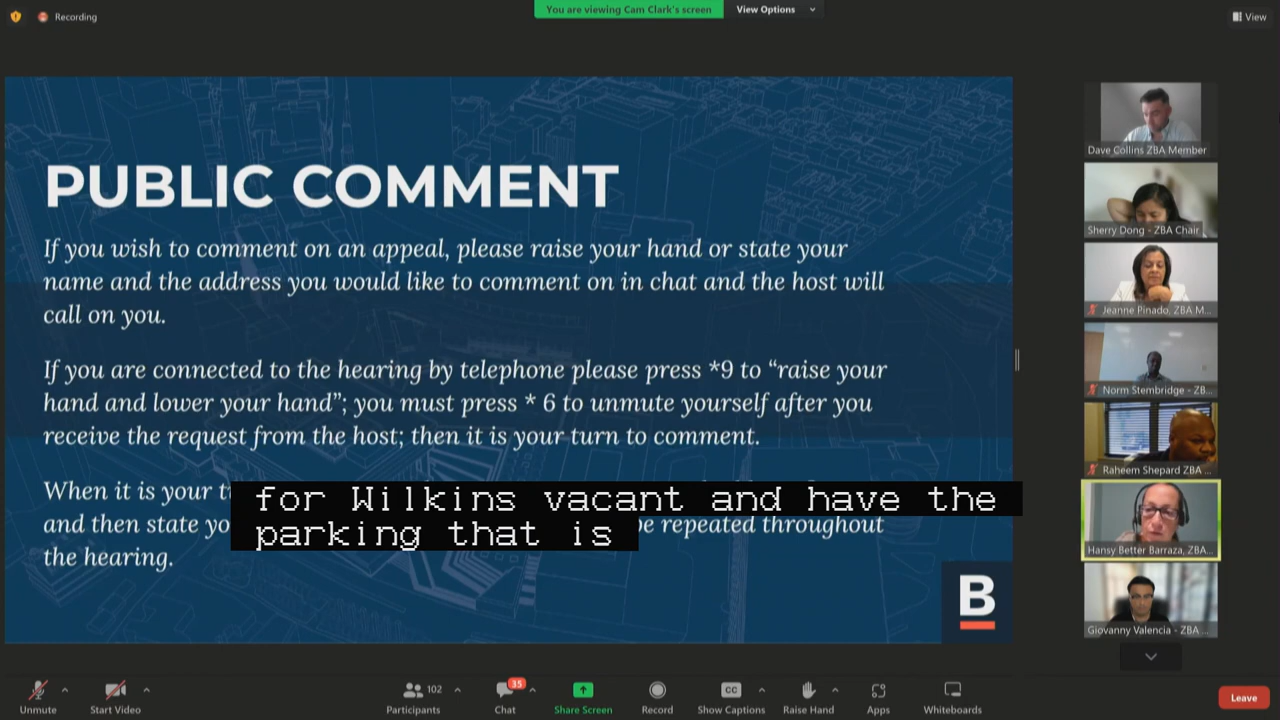 Recording
You are viewing Cam Clark's screen
View Options
View
PUBLIC COMMENT
If you wish to comment on an appeal, please raise your hand or state your
name and the address you would like to comment on in chat and the host will
call on you.
If you are connected to the hearing by telephone please press *9 to “raise your
hand and lower your hand”; you must press * 6 to unmute yourself after you
receive the request from the host; then it is your turn to comment.
When it is your
and then state
be repeated throughout
the hearing.
for Wilkins vacant and have the
parking that is
B
Dave Collins ZBA Member
Sherry Dong - ZBA Chair
Jeanne Pinado, ZBA M...
Norm Stembridge - ZB...
Raheem Shepard ZBA ...
Hansy Better Barraza, ZBA...
Giovanny Valencia - ZBA ...
Unmute
Start Video
102
Participants
35
Chat
Share Screen
Record
CC
Show Captions
Raise Hand
Apps
Whiteboards
Leave